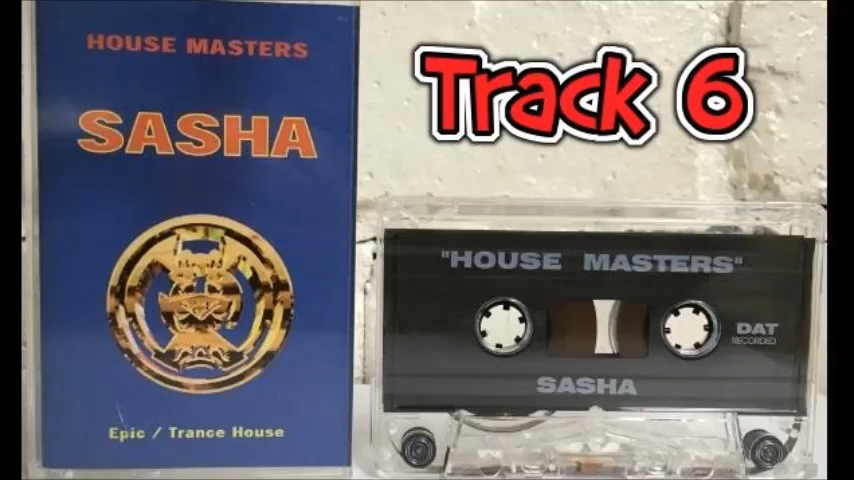 HOUSE MASTERS
SASHA
Epic / Trance House
Track 6
"HOUSE MASTERS"
DAT
RECORDED
SASHA